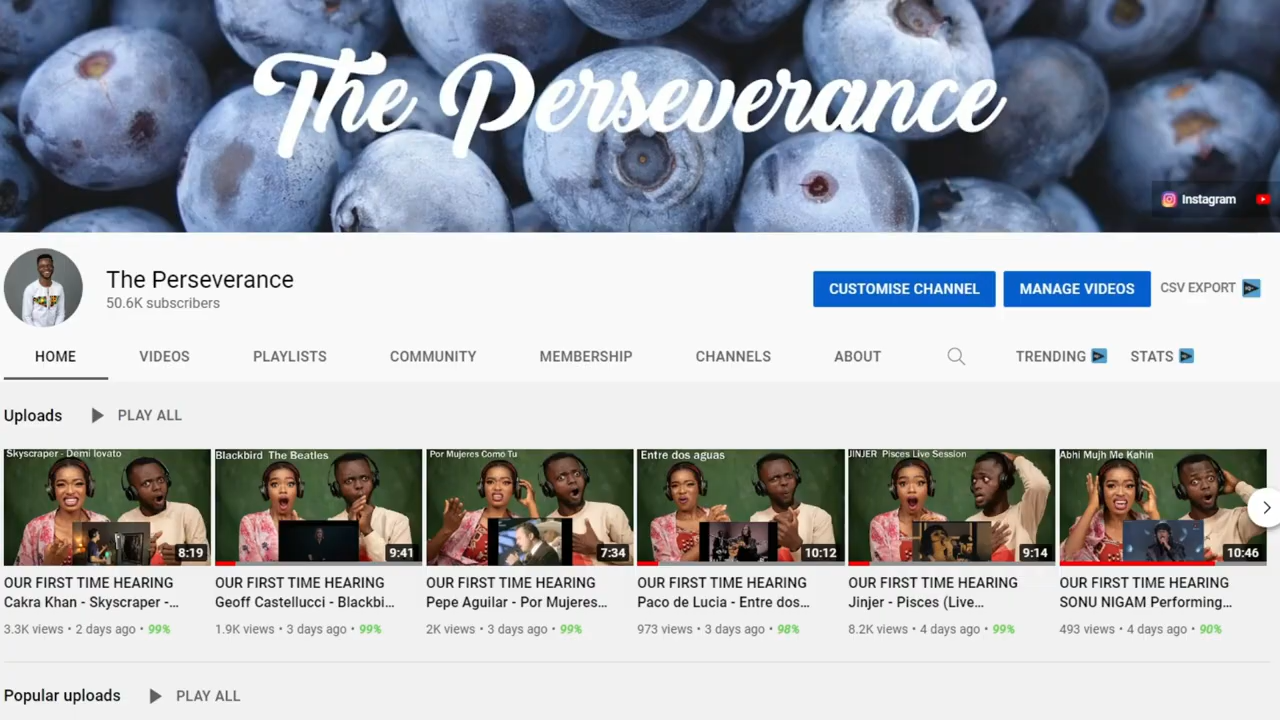 The Perseverance
Instagram
The Perseverance
50.6K subscribers
CUSTOMISE CHANNEL
MANAGE VIDEOS
CSV EXPORT
HOME
VIDEOS
PLAYLISTS
COMMUNITY
MEMBERSHIP
CHANNELS
ABOUT
TRENDING
STATS
Uploads
PLAY ALL
Skyscraper - Demi lovato
8:19
OUR FIRST TIME HEARING
Cakra Khan - Skyscraper -...
3.3K views • 2 days ago • 99%
Blackbird The Beatles
9:41
OUR FIRST TIME HEARING
Geoff Castellucci - Blackbi...
1.9K views • 3 days ago • 99%
Por Mujeres Como Tu
7:34
OUR FIRST TIME HEARING
Pepe Aguilar - Por Mujeres...
2K views • 3 days ago • 99%
Entre dos aguas
10:12
OUR FIRST TIME HEARING
Paco de Lucia - Entre dos...
973 views • 3 days ago • 98%
JINJER Pisces Live Session
9:14
OUR FIRST TIME HEARING
Jinjer - Pisces (Live...
8.2K views • 4 days ago • 99%
Abhi Mujh Me Kahin
10:46
OUR FIRST TIME HEARING
SONU NIGAM Performing...
493 views • 4 days ago • 90%
Popular uploads
PLAY ALL